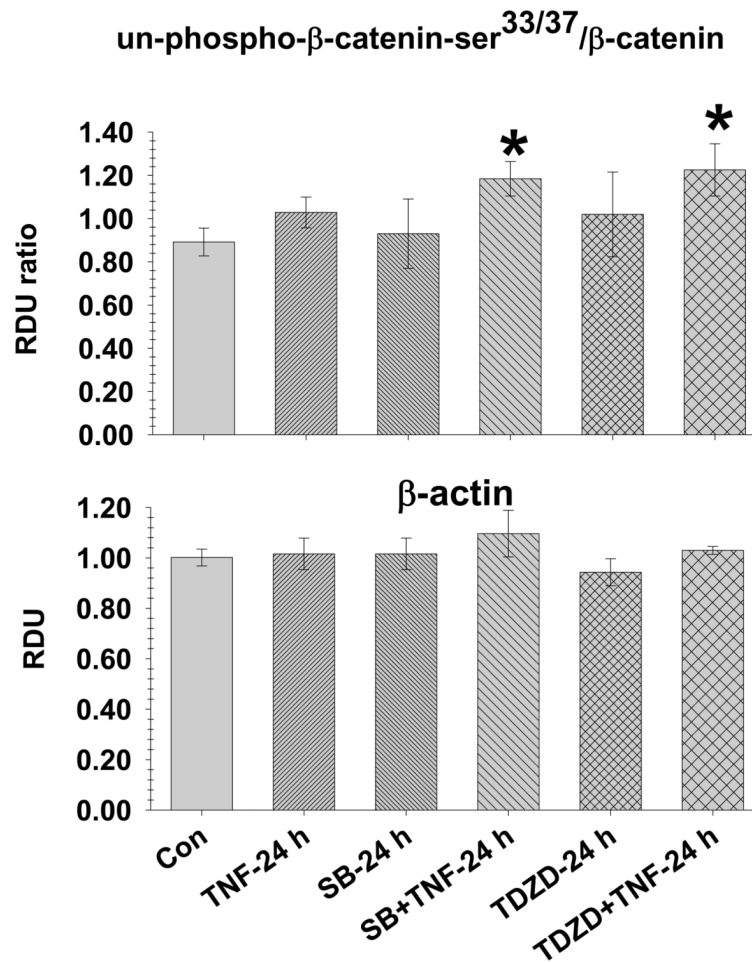 un-phospho-β-catenin-ser33/37/β-catenin
*
*
1.40
1.20
1.00
0.80
0.60
0.40
0.20
0.00
RDU ratio
β-actin
1.20
1.00
0.80
0.60
0.40
0.20
0.00
RDU
Con
TNF-24 h
SB-24 h
SB+TNF-24 h
TDZD-24 h
TDZD+TNF-24 h